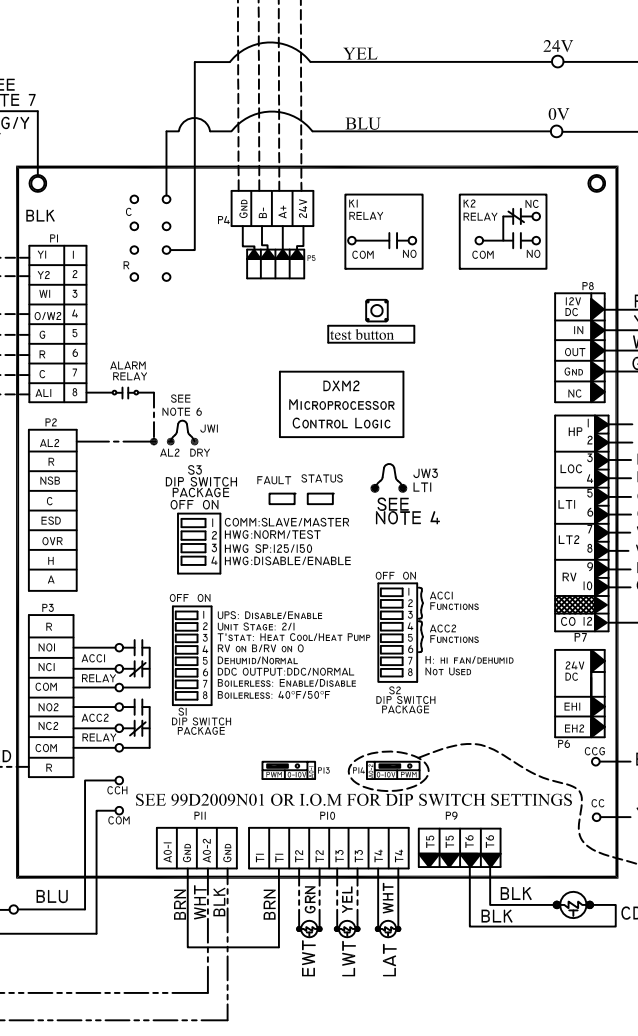 24V
YEL
EE
TE 7
G/Y
0V
BLU
BLK
C
R
P4
GND
B-
A+
24V
P5
K1
RELAY
COM
NO
K2
RELAY
NC
COM
NO
P1
Y1 1
Y2 2
W1 3
O/W2 4
G 5
R 6
C 7
AL1 8
test button
P8
12V
DC
IN
OUT
GND
NC
ALARM
RELAY
DXM2
MICROPROCESSOR
CONTROL LOGIC
SEE
NOTE 6
JW1
AL2 DRY
P2
AL2
R
NSB
C
ESD
OVR
H
A
HP 1
2
LOC 3
4
LT1 5
6
LT2 7
8
RV 9
10
CO 12
P7
S3
DIP SWITCH
PACKAGE
OFF ON
1 COMM:SLAVE/MASTER
2 HWG:NORM/TEST
3 HWG SP:125/150
4 HWG:DISABLE/ENABLE
FAULT STATUS
JW3
LT1
SEE
NOTE 4
OFF ON
1
2
3
4
5
6
7 H: HI FAN/DEHUMID
8 NOT USED
ACC1
FUNCTIONS
ACC2
FUNCTIONS
S2
DIP SWITCH
PACKAGE
OFF ON
1 UPS: DISABLE/ENABLE
2 UNIT STAGE: 2/1
3 T'STAT: HEAT COOL/HEAT PUMP
4 RV ON B/RV ON O
5 DEHUMID/NORMAL
6 DDC OUTPUT:DDC/NORMAL
7 BOILERLESS: ENABLE/DISABLE
8 BOILERLESS: 40°F/50°F
S1
DIP SWITCH
PACKAGE
P3
R
NO1
NC1
COM
NO2
NC2
COM
R
ACC1
RELAY
ACC2
RELAY
D
24V
DC
EH1
EH2
P6
CCG
CC
PWM 0-10V AO-1 P13
P14 AO-2 0-10V PWM
CCH
COM
SEE 99D2009N01 OR I.O.M FOR DIP SWITCH SETTINGS
P11
AO-1
GND
AO-2
GND
P10
T1
T1
T2
T2
T3
T3
T4
T4
P9
T5
T5
T6
T6
BLU
BRN
WHT
BLK
BRN
GRN
YEL
WHT
EWT
LWT
LAT
BLK
BLK
CD